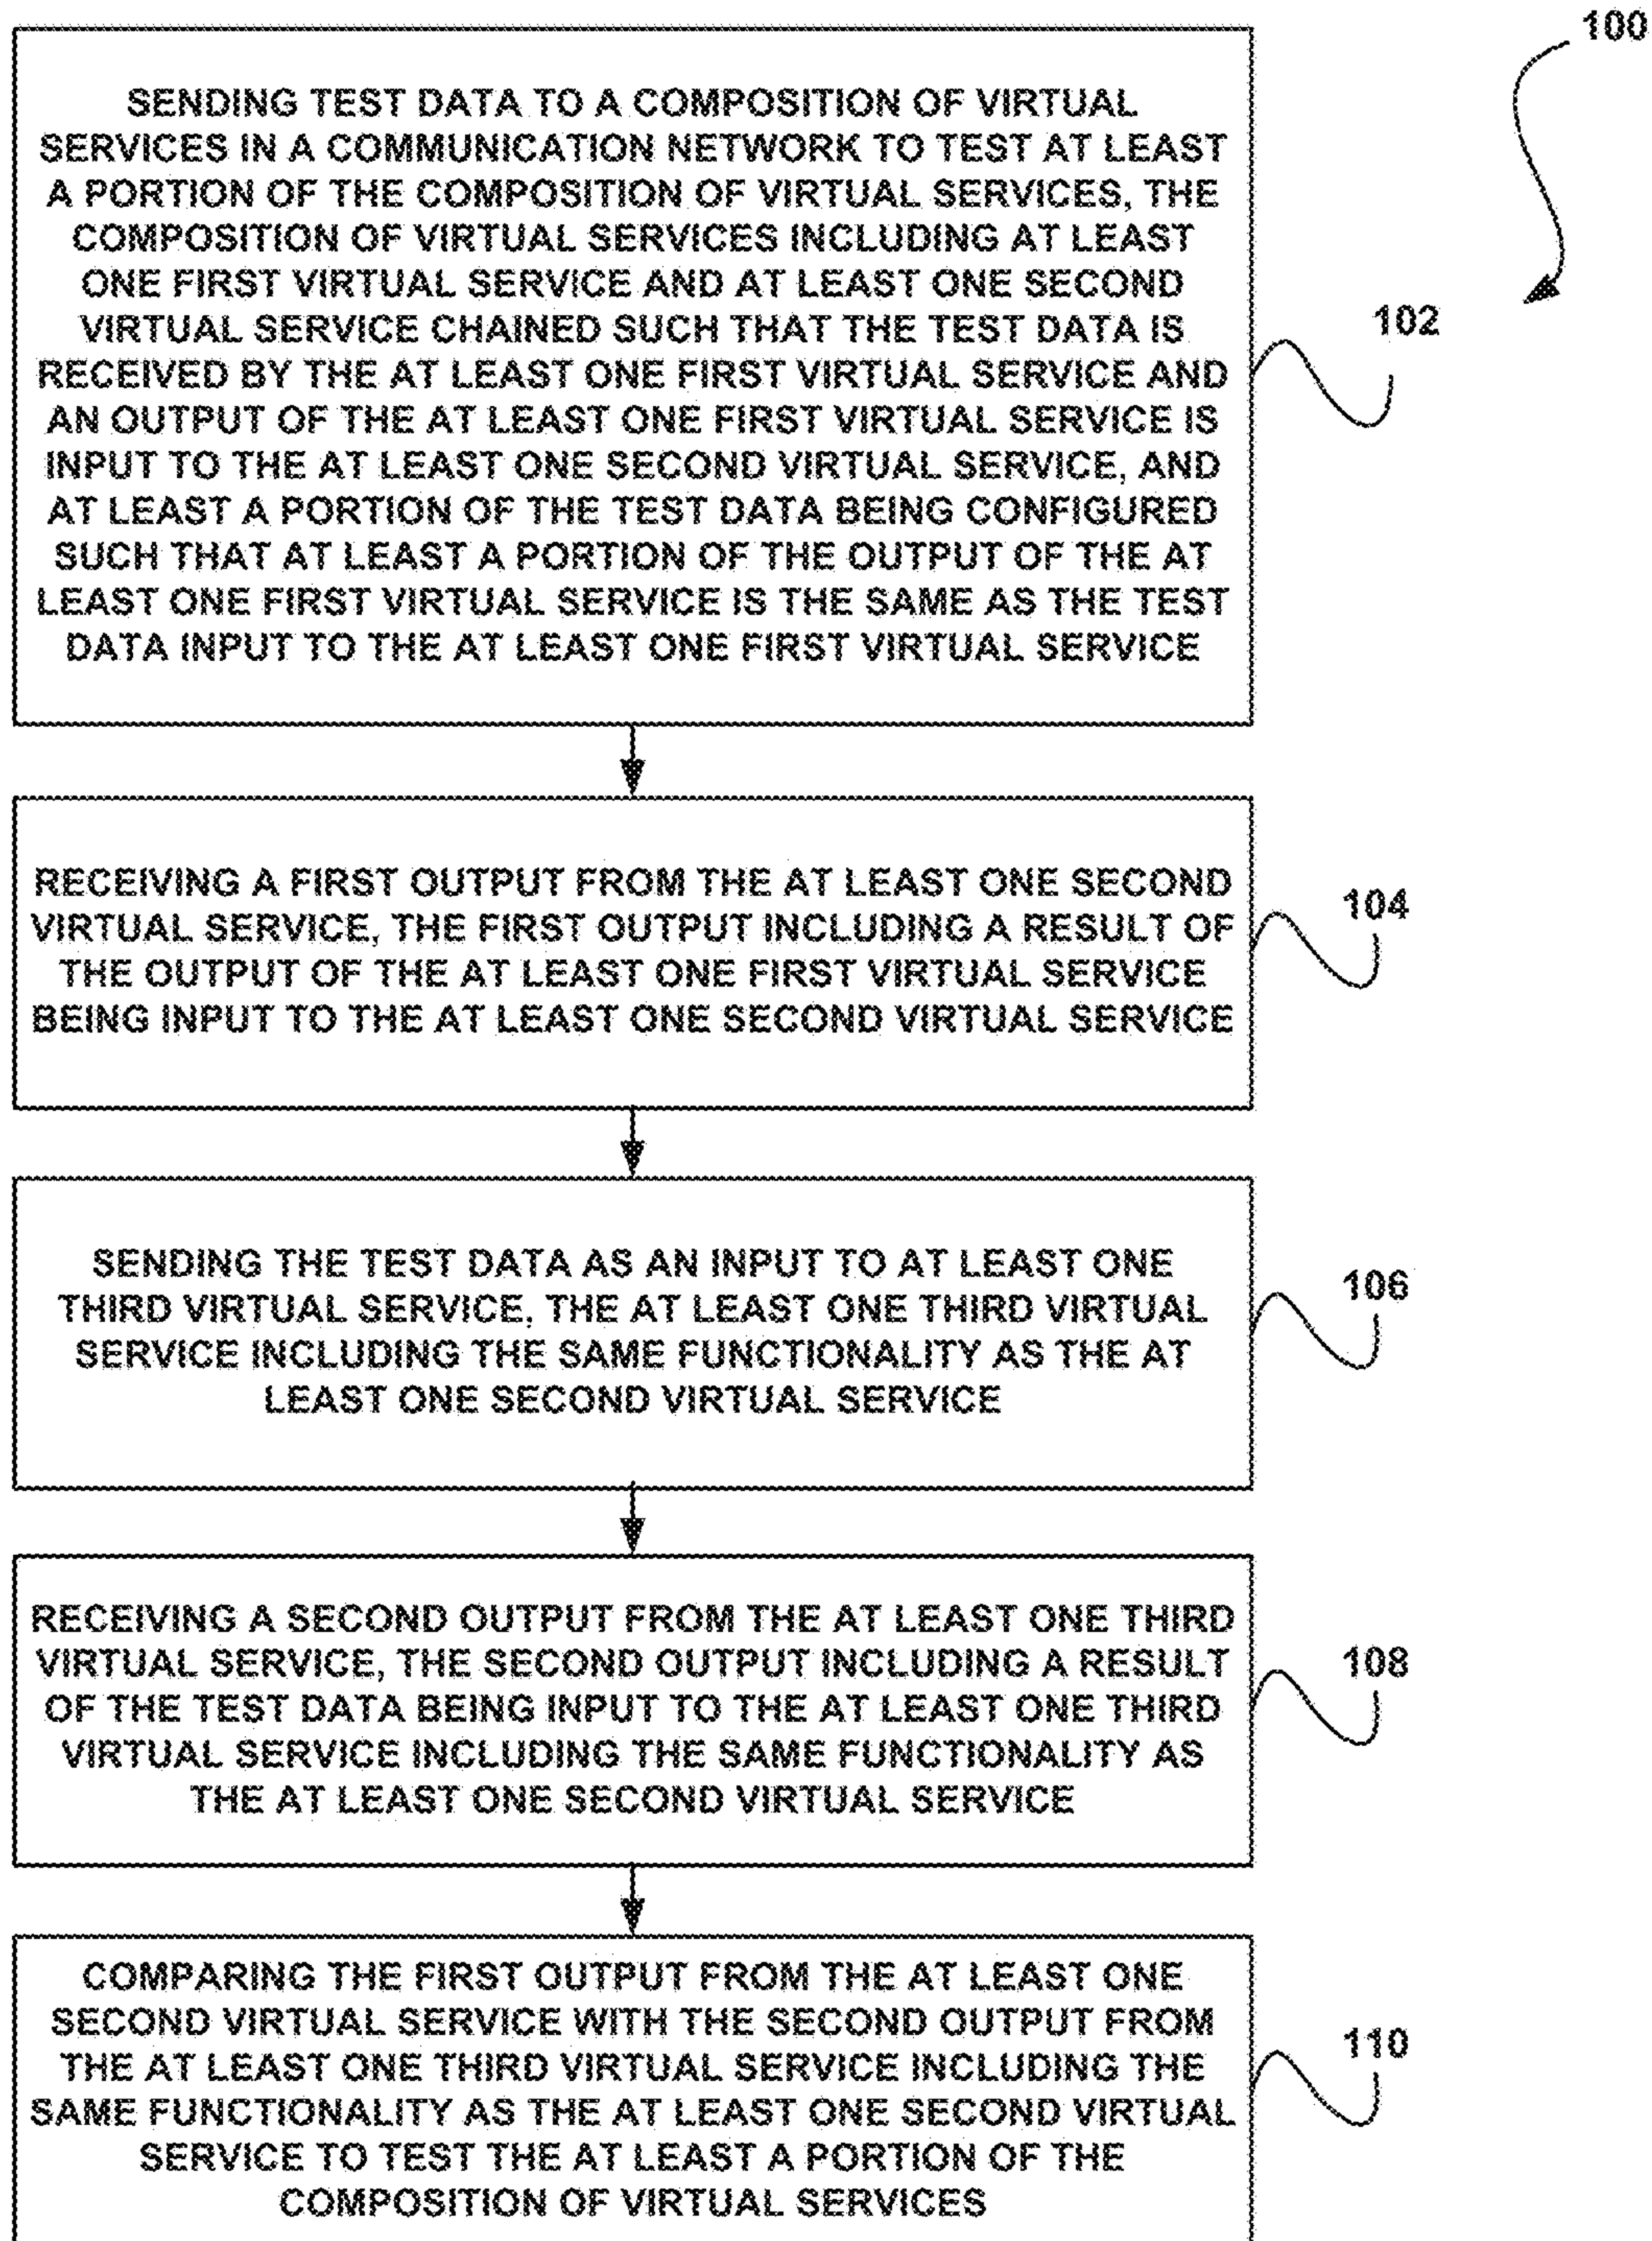 100
SENDING TEST DATA TO A COMPOSITION OF VIRTUAL
SERVICES IN A COMMUNICATION NETWORK TO TEST AT LEAST
A PORTION OF THE COMPOSITION OF VIRTUAL SERVICES, THE
COMPOSITION OF VIRTUAL SERVICES INCLUDING AT LEAST
ONE FIRST VIRTUAL SERVICE AND AT LEAST ONE SECOND
VIRTUAL SERVICE CHAINED SUCH THAT THE TEST DATA IS
RECEIVED BY THE AT LEAST ONE FIRST VIRTUAL SERVICE AND
AN OUTPUT OF THE AT LEAST ONE FIRST VIRTUAL SERVICE IS
INPUT TO THE AT LEAST ONE SECOND VIRTUAL SERVICE, AND
AT LEAST A PORTION OF THE TEST DATA BEING CONFIGURED
SUCH THAT AT LEAST A PORTION OF THE OUTPUT OF THE AT
LEAST ONE FIRST VIRTUAL SERVICE IS THE SAME AS THE TEST
DATA INPUT TO THE AT LEAST ONE FIRST VIRTUAL SERVICE
102
RECEIVING A FIRST OUTPUT FROM THE AT LEAST ONE SECOND
VIRTUAL SERVICE, THE FIRST OUTPUT INCLUDING A RESULT OF
THE OUTPUT OF THE AT LEAST ONE FIRST VIRTUAL SERVICE
BEING INPUT TO THE AT LEAST ONE SECOND VIRTUAL SERVICE
104
SENDING THE TEST DATA AS AN INPUT TO AT LEAST ONE
THIRD VIRTUAL SERVICE, THE AT LEAST ONE THIRD VIRTUAL
SERVICE INCLUDING THE SAME FUNCTIONALITY AS THE AT
LEAST ONE SECOND VIRTUAL SERVICE
106
RECEIVING A SECOND OUTPUT FROM THE AT LEAST ONE THIRD
VIRTUAL SERVICE, THE SECOND OUTPUT INCLUDING A RESULT
OF THE TEST DATA BEING INPUT TO THE AT LEAST ONE THIRD
VIRTUAL SERVICE INCLUDING THE SAME FUNCTIONALITY AS
THE AT LEAST ONE SECOND VIRTUAL SERVICE
108
COMPARING THE FIRST OUTPUT FROM THE AT LEAST ONE
SECOND VIRTUAL SERVICE WITH THE SECOND OUTPUT FROM
THE AT LEAST ONE THIRD VIRTUAL SERVICE INCLUDING THE
SAME FUNCTIONALITY AS THE AT LEAST ONE SECOND VIRTUAL
SERVICE TO TEST THE AT LEAST A PORTION OF THE
COMPOSITION OF VIRTUAL SERVICES
110